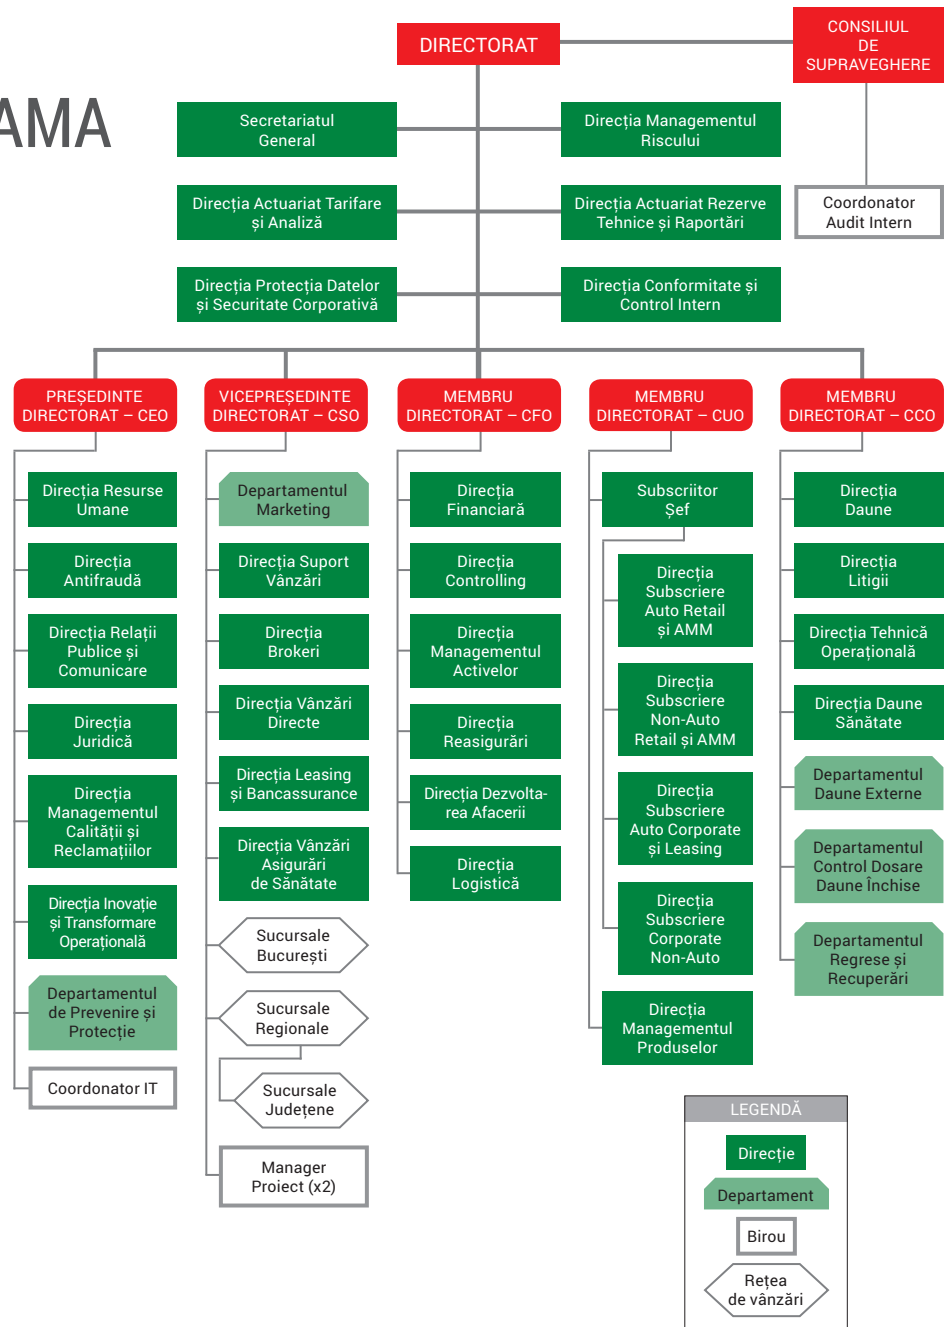 AMA
DIRECTORAT
CONSILIUL
DE
SUPRAVEGHERE
Secretariatul
General
Direcția Managementul
Riscului
Direcția Actuariat Tarifare
și Analiză
Direcția Actuariat Rezerve
Tehnice și Raportări
Coordonator
Audit Intern
Direcția Protecția Datelor
și Securitate Corporativă
Direcția Conformitate și
Control Intern
PREȘEDINTE
DIRECTORAT – CEO
VICEPREȘEDINTE
DIRECTORAT – CSO
MEMBRU
DIRECTORAT – CFO
MEMBRU
DIRECTORAT – CUO
MEMBRU
DIRECTORAT – CCO
Direcția Resurse
Umane
Direcția
Antifraudă
Direcția Relații
Publice și
Comunicare
Direcția
Juridică
Direcția
Managementul
Calității și
Reclamațiilor
Direcția Inovație
și Transformare
Operațională
Departamentul
de Prevenire și
Protecție
Coordonator IT
Departamentul
Marketing
Direcția Suport
Vânzări
Direcția
Brokeri
Direcția Vânzări
Directe
Direcția Leasing
și Bancassurance
Direcția Vânzări
Asigurări
de Sănătate
Sucursale
București
Sucursale
Regionale
Sucursale
Județene
Manager
Proiect (x2)
Direcția
Financiară
Direcția
Controlling
Direcția
Managementul
Activelor
Direcția
Reasigurări
Direcția Dezvolta-
rea Afacerii
Direcția
Logistică
Subscriitor
Șef
Direcția
Subscriere
Auto Retail
și AMM
Direcția
Subscriere
Non-Auto
Retail și AMM
Direcția
Subscriere
Auto Corporate
și Leasing
Direcția
Subscriere
Corporate
Non-Auto
Direcția
Managementul
Produselor
Direcția
Daune
Direcția
Litigii
Direcția Tehnică
Operațională
Direcția Daune
Sănătate
Departamentul
Daune Externe
Departamentul
Control Dosare
Daune Închise
Departamentul
Regrese și
Recuperări
LEGENDĂ
Direcție
Departament
Birou
Rețea
de vânzări